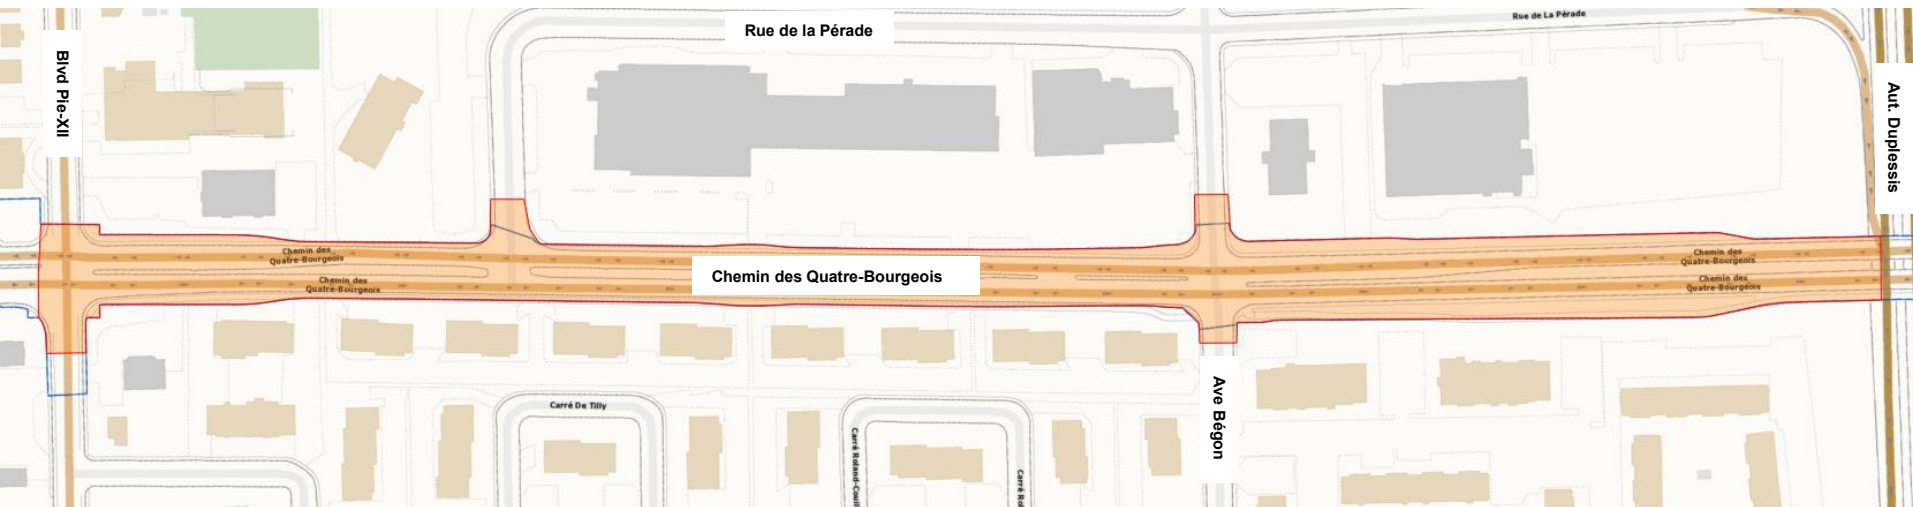 Rue de la Pérade
Rue de La Pérade
Blvd Pie-XII
Aut. Duplessis
Chemin des
Quatre-Bourgeois
Chemin des
Quatre-Bourgeois
Chemin des Quatre-Bourgeois
Chemin des
Quatre-Bourgeois
Chemin des
Quatre-Bourgeois
Carré De Tilly
Ave Bégon
Carré
Carré